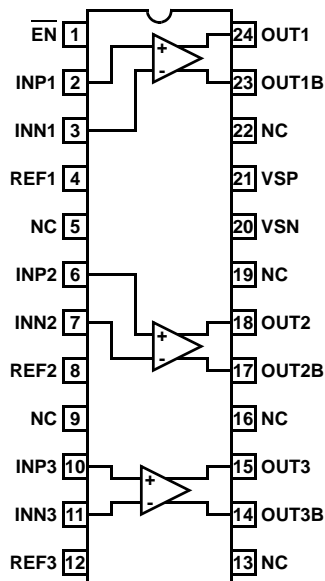 EN 1 24 OUT1
INP1 2 + - 23 OUT1B
INN1 3 22 NC
REF1 4 21 VSP
NC 5 20 VSN
INP2 6 19 NC
INN2 7 + - 18 OUT2
REF2 8 17 OUT2B
NC 9 16 NC
INP3 10 + 15 OUT3
INN3 11 - 14 OUT3B
REF3 12 13 NC